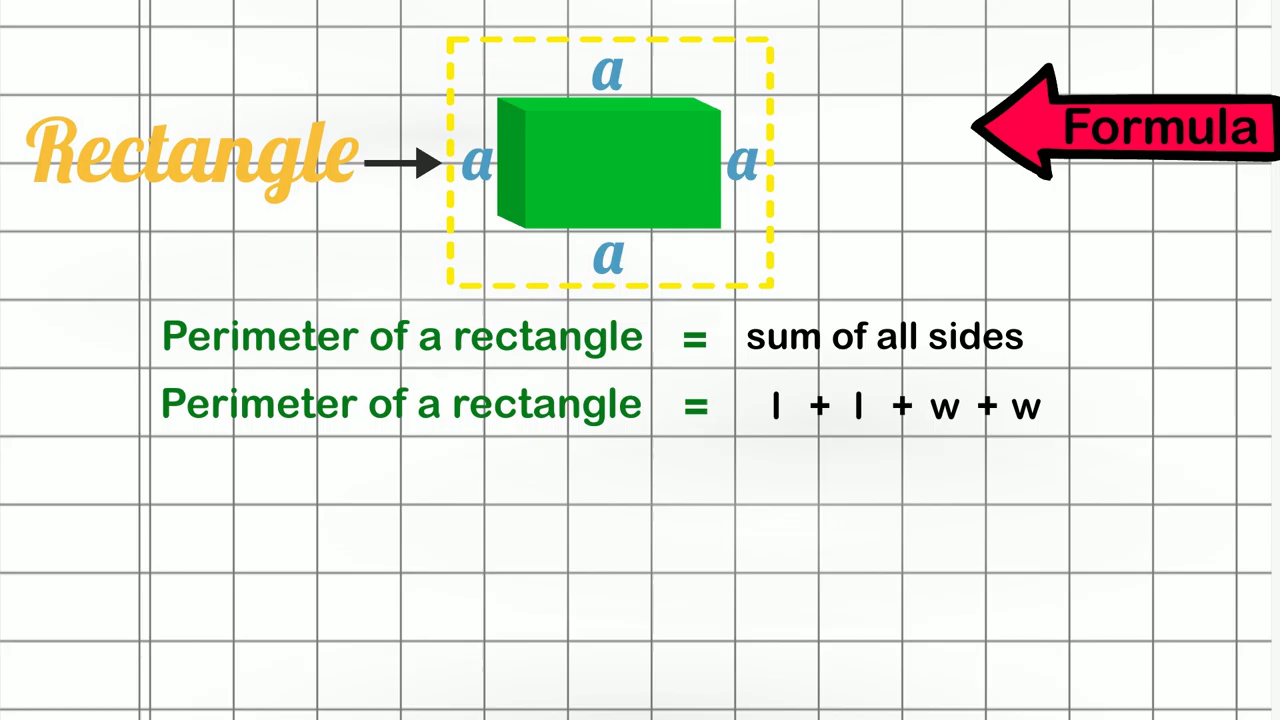 a
Formula
Rectangle
a
a
a
Perimeter of a rectangle = sum of all sides
Perimeter of a rectangle = l + l + w + w